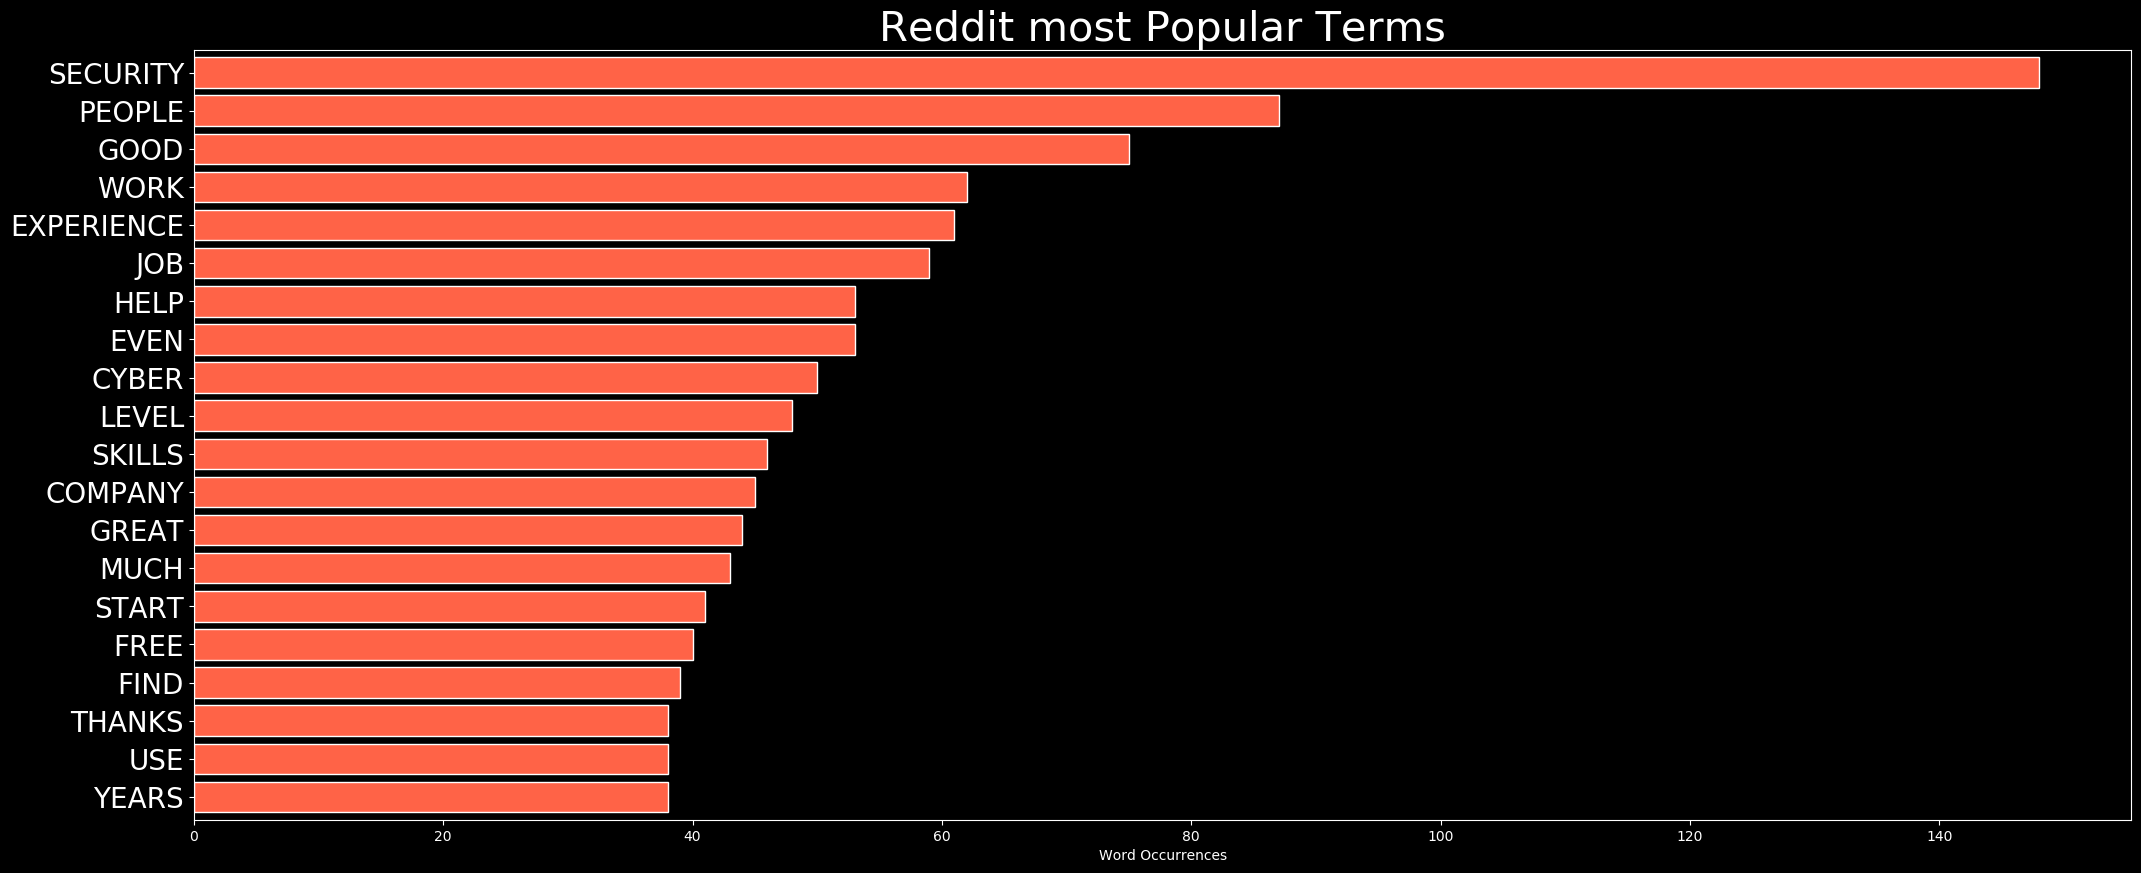 Reddit most Popular Terms
SECURITY
PEOPLE
GOOD
WORK
EXPERIENCE
JOB
HELP
EVEN
CYBER
LEVEL
SKILLS
COMPANY
GREAT
MUCH
START
FREE
FIND
THANKS
USE
YEARS
0 20 40 60 80 100 120 140
Word Occurrences